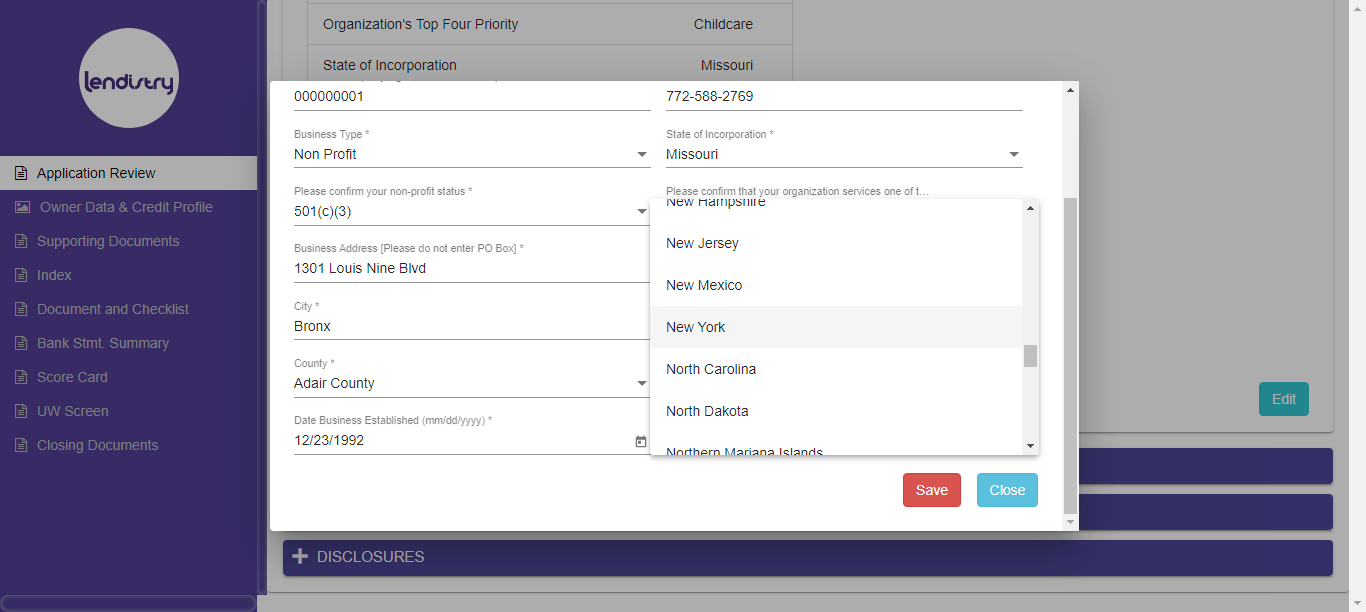 lendistry
Application Review
Owner Data & Credit Profile
Supporting Documents
Index
Document and Checklist
Bank Stmt. Summary
Score Card
UW Screen
Closing Documents
Organization's Top Four Priority Childcare
State of Incorporation Missouri
000000001 772-588-2769
Business Type * State of Incorporation *
Non Profit Missouri
Please confirm your non-profit status * Please confirm that your organization services one of t...
501(c)(3)
New Hampshire
Business Address [Please do not enter PO Box] * New Jersey
1301 Louis Nine Blvd New Mexico
City *
Bronx New York
County * North Carolina
Adair County
Date Business Established (mm/dd/yyyy) * North Dakota
12/23/1992 Northern Mariana Islands
Edit
Save Close
DISCLOSURES